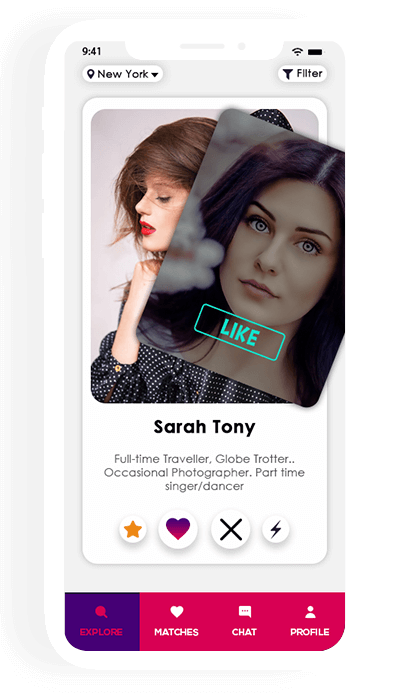 9:41
New York
Filter
LIKE
Sarah Tony
Full-time Traveller, Globe Trotter..
Occasional Photographer. Part time
singer/dancer
EXPLORE
MATCHES
CHAT
PROFILE